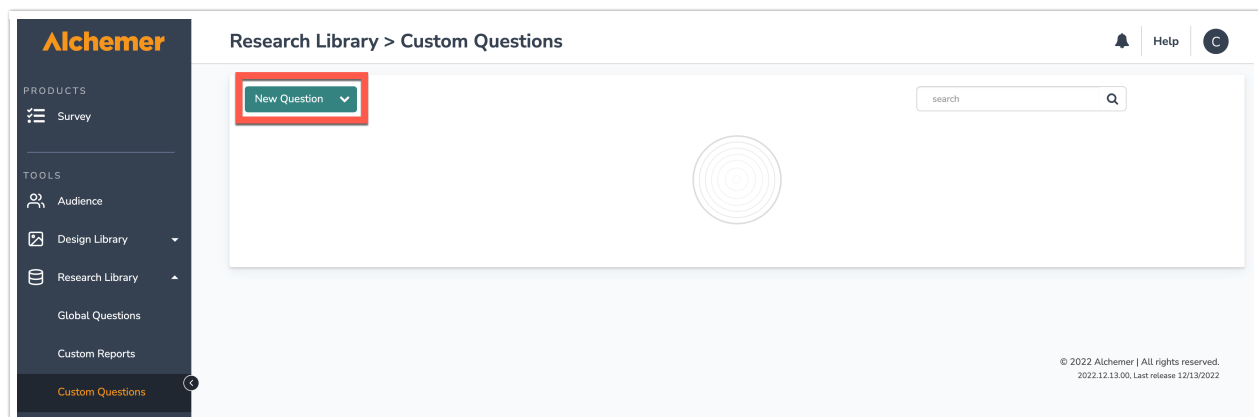 Alchemer
Research Library > Custom Questions
Help
C
PRODUCTS
Survey
New Question
search
TOOLS
Audience
Design Library
Research Library
Global Questions
Custom Reports
Custom Questions
© 2022 Alchemer | All rights reserved.
2022.12.13.00, Last release 12/13/2022